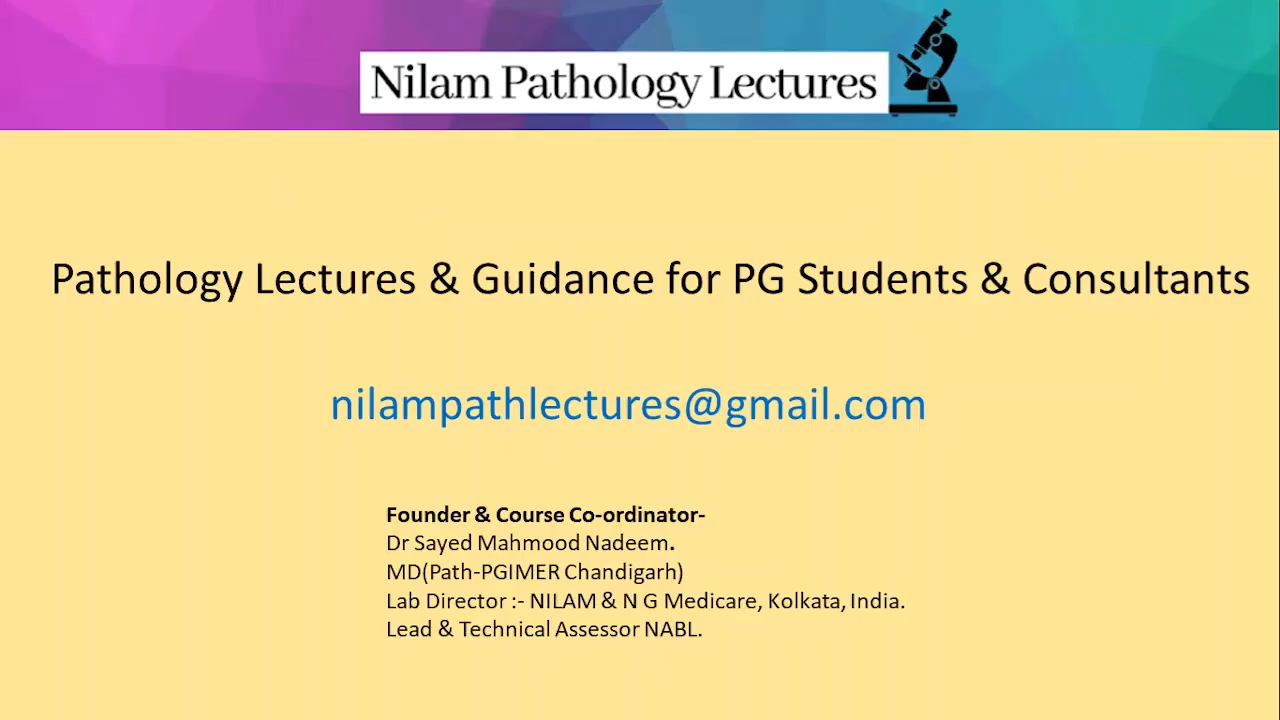 Nilam Pathology Lectures
Pathology Lectures & Guidance for PG Students & Consultants
nilampathlectures@gmail.com
Founder & Course Co-ordinator-
Dr Sayed Mahmood Nadeem.
MD(Path-PGIMER Chandigarh)
Lab Director :- NILAM & N G Medicare, Kolkata, India.
Lead & Technical Assessor NABL.